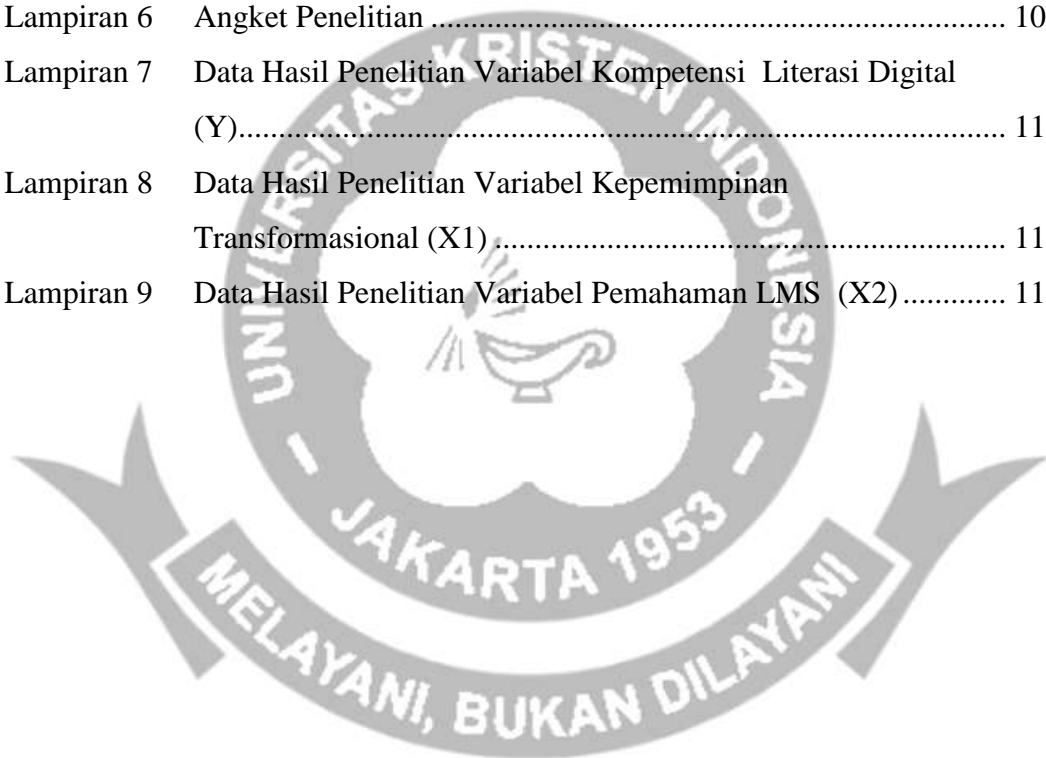 Lampiran 6 Angket Penelitian ........................................................................ 10
Lampiran 7 Data Hasil Penelitian Variabel Kompetensi  Literasi Digital
(Y)................................................................................................ 11
Lampiran 8 Data Hasil Penelitian Variabel Kepemimpinan
Transformasional (X1) ................................................................ 11
Lampiran 9 Data Hasil Penelitian Variabel Pemahaman LMS  (X2) ............. 11
UNIVERSITAS KRISTEN INDONESIA
- JAKARTA 1953 -
MELAYANI, BUKAN DILAYANI